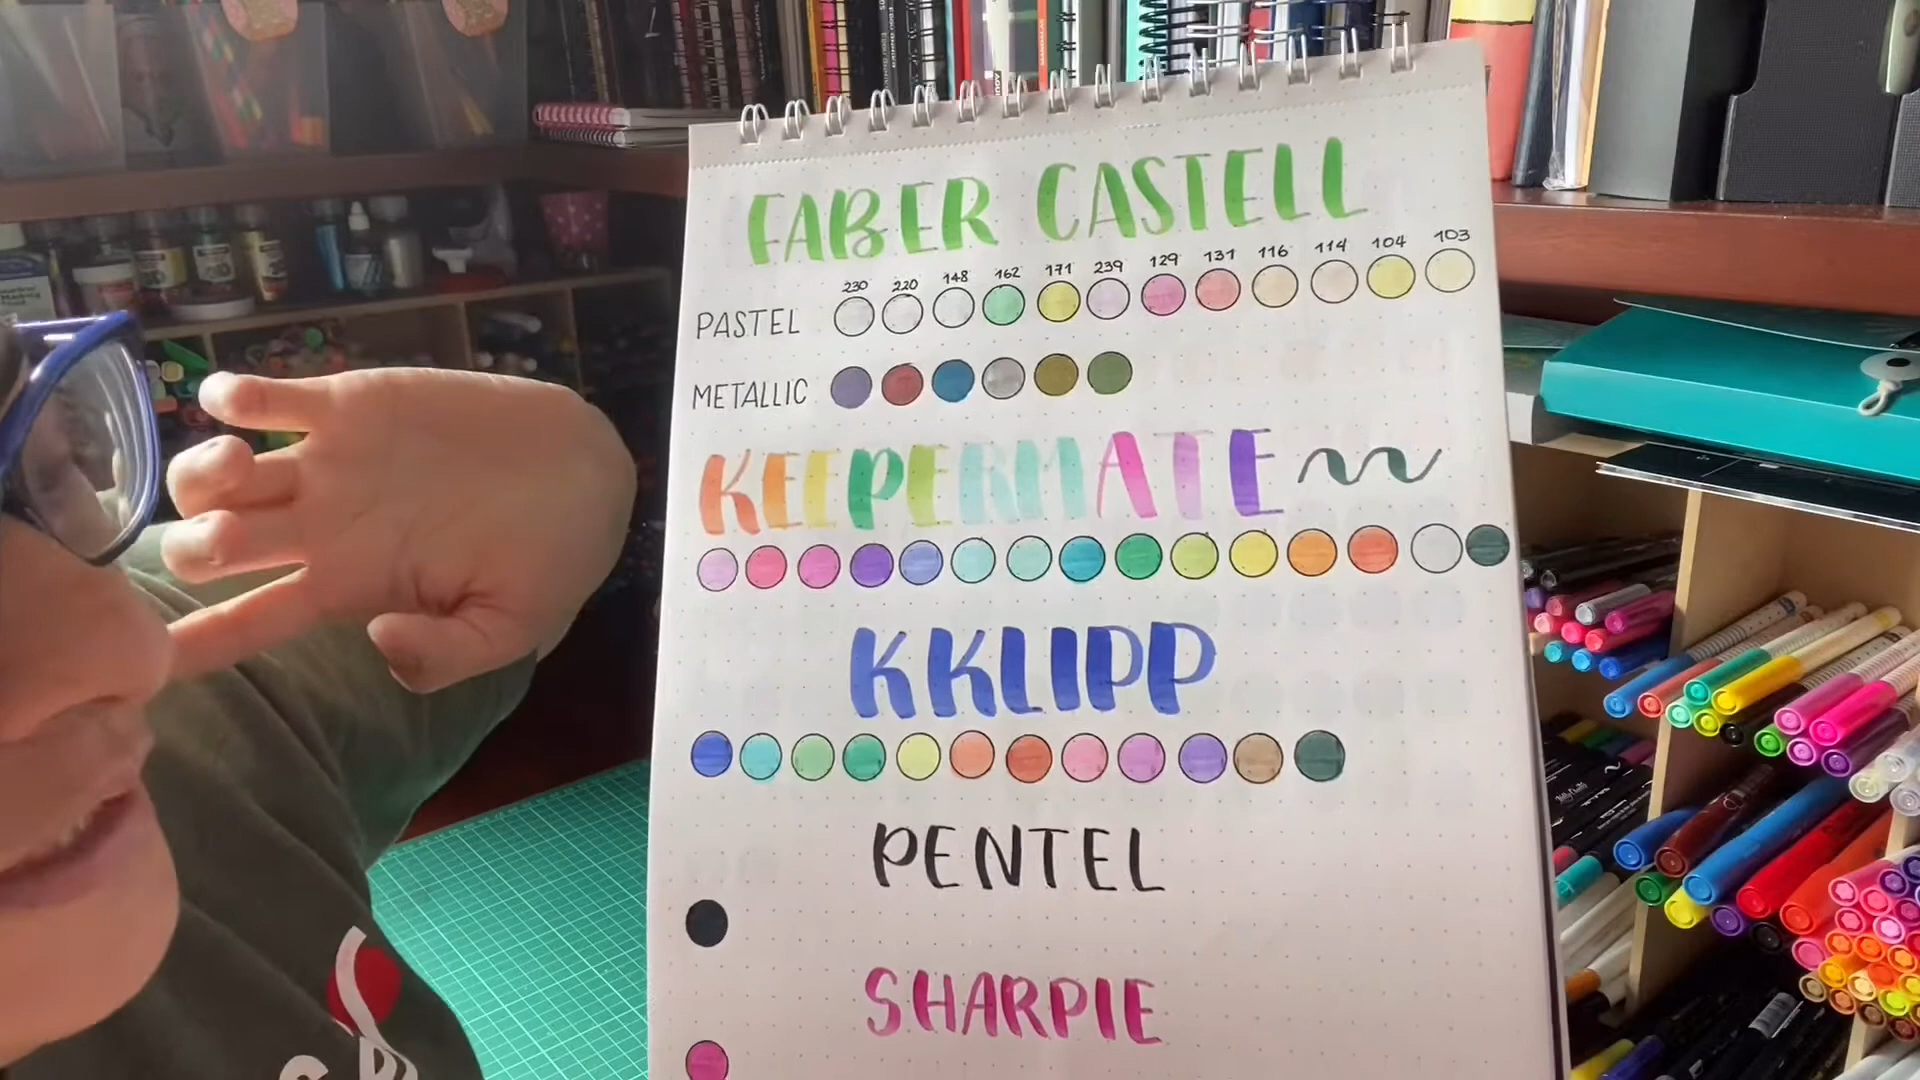 FABER CASTELL
230 220 148 162 171 239 129 131 116 114 104 103
PASTEL
METALLIC
KEEPERMATE
KKLIPP
PENTEL
SHARPIE